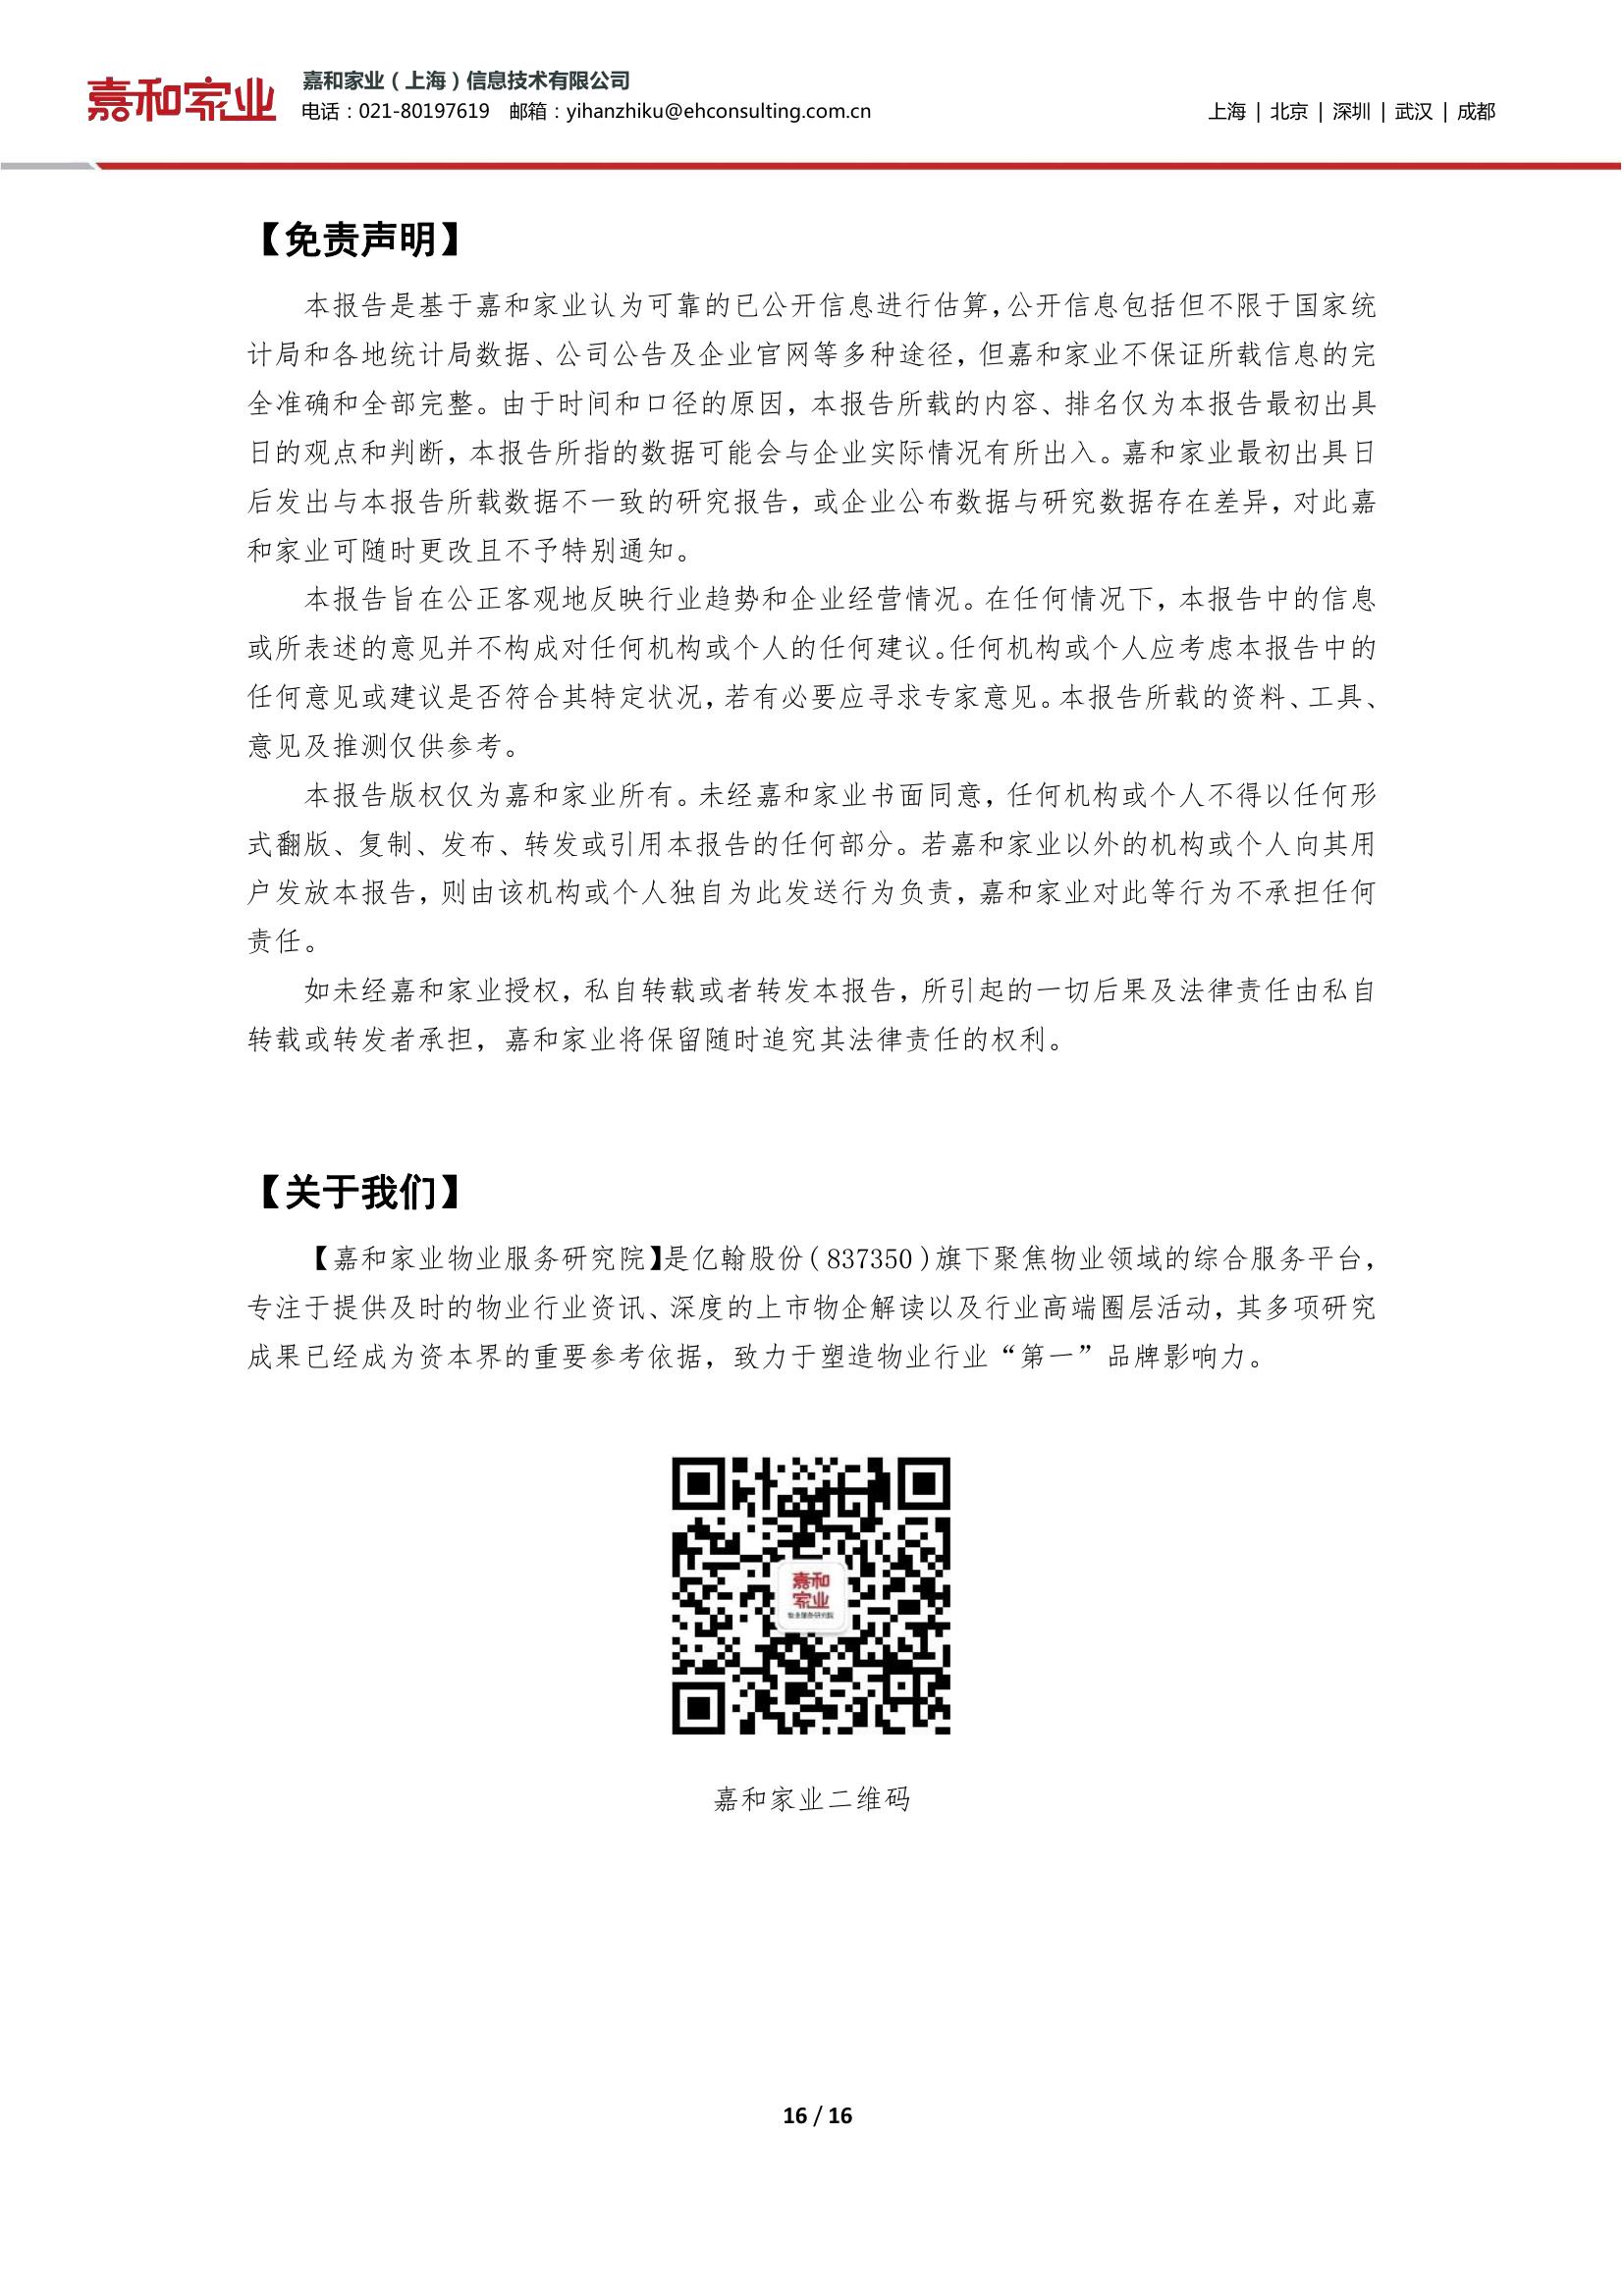 嘉和家业
嘉和家业（上海）信息技术有限公司
电话：021-80197619 邮箱：yihanzhiku@ehconsulting.com.cn
上海 | 北京 | 深圳 | 武汉 | 成都
【免责声明】
本报告是基于嘉和家业认为可靠的已公开信息进行估算，公开信息包括但不限于国家统
计局和各地统计局数据、公司公告及企业官网等多种途径，但嘉和家业不保证所载信息的完
全准确和全部完整。由于时间和口径的原因，本报告所载的内容、排名仅为本报告最初出具
日的观点和判断，本报告所指的数据可能会与企业实际情况有所出入。嘉和家业最初出具日
后发出与本报告所载数据不一致的研究报告，或企业公布数据与研究数据存在差异，对此嘉
和家业可随时更改且不予特别通知。
本报告旨在公正客观地反映行业趋势和企业经营情况。在任何情况下，本报告中的信息
或所表述的意见并不构成对任何机构或个人的任何建议。任何机构或个人应考虑本报告中的
任何意见或建议是否符合其特定状况，若有必要应寻求专家意见。本报告所载的资料、工具、
意见及推测仅供参考。
本报告版权仅为嘉和家业所有。未经嘉和家业书面同意，任何机构或个人不得以任何形
式翻版、复制、发布、转发或引用本报告的任何部分。若嘉和家业以外的机构或个人向其用
户发放本报告，则由该机构或个人独自为此发送行为负责，嘉和家业对此等行为不承担任何
责任。
如未经嘉和家业授权，私自转载或者转发本报告，所引起的一切后果及法律责任由私自
转载或转发者承担，嘉和家业将保留随时追究其法律责任的权利。
【关于我们】
【嘉和家业物业服务研究院】是亿翰股份（837350）旗下聚焦物业领域的综合服务平台，
专注于提供及时的物业行业资讯、深度的上市物企解读以及行业高端圈层活动，其多项研究
成果已经成为资本界的重要参考依据，致力于塑造物业行业“第一”品牌影响力。
嘉和
家业
物业服务研究院
嘉和家业二维码
16 / 16